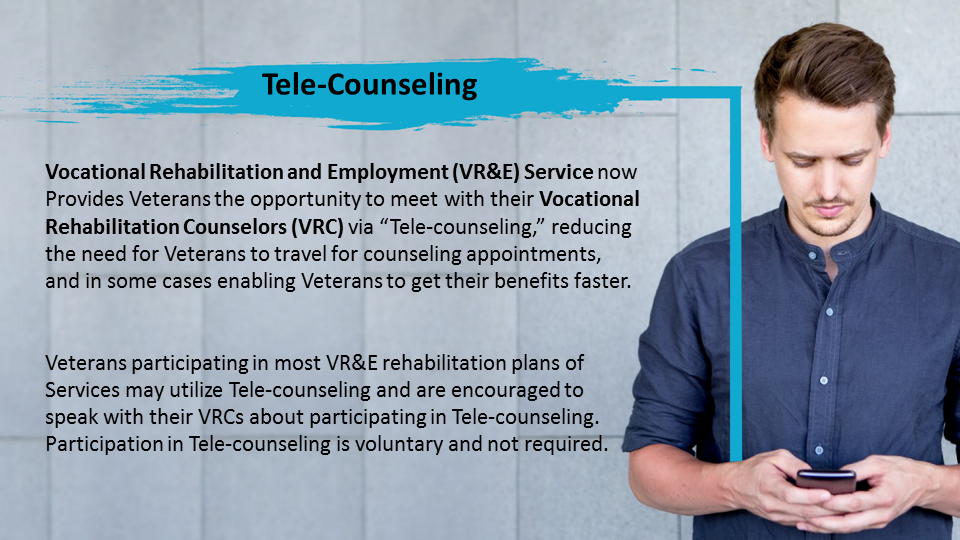 Tele-Counseling
Vocational Rehabilitation and Employment (VR&E) Service now
Provides Veterans the opportunity to meet with their Vocational
Rehabilitation Counselors (VRC) via “Tele-counseling,” reducing
the need for Veterans to travel for counseling appointments,
and in some cases enabling Veterans to get their benefits faster.
Veterans participating in most VR&E rehabilitation plans of
Services may utilize Tele-counseling and are encouraged to
speak with their VRCs about participating in Tele-counseling.
Participation in Tele-counseling is voluntary and not required.